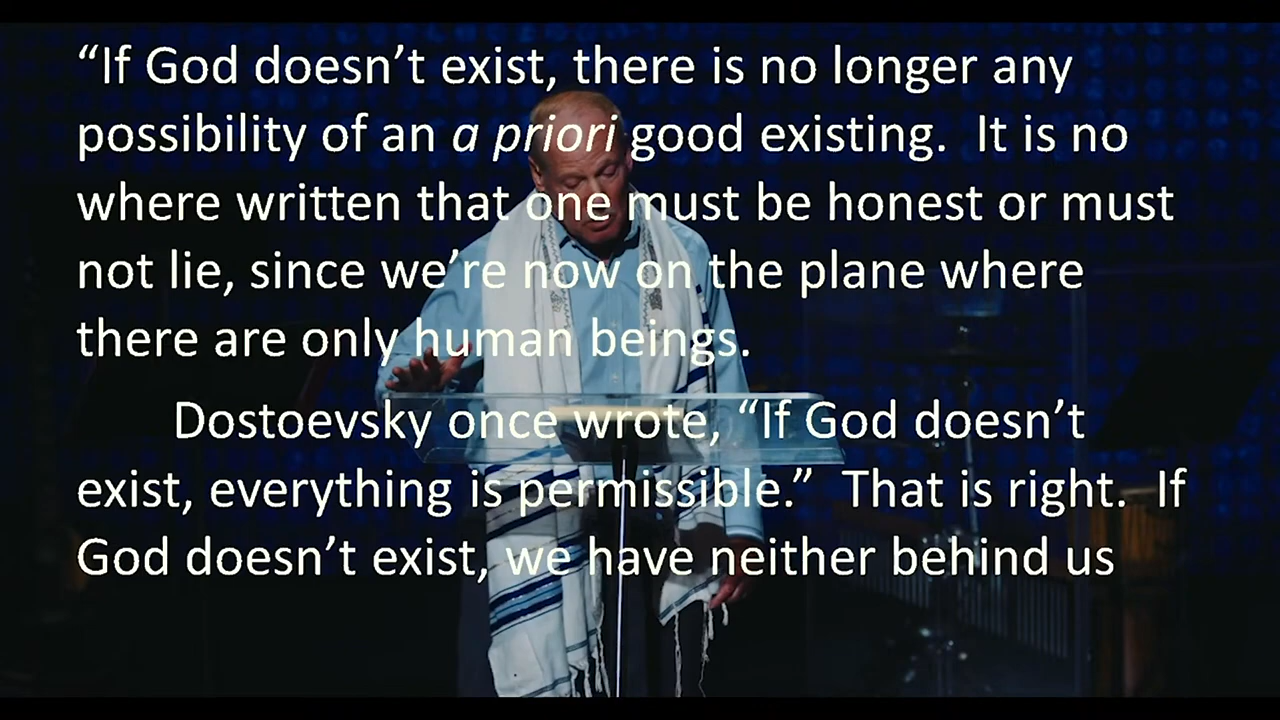 “If God doesn’t exist, there is no longer any
possibility of an a priori good existing.  It is no
where written that one must be honest or must
not lie, since we’re now on the plane where
there are only human beings.
Dostoevsky once wrote, “If God doesn’t
exist, everything is permissible.”  That is right.  If
God doesn’t exist, we have neither behind us